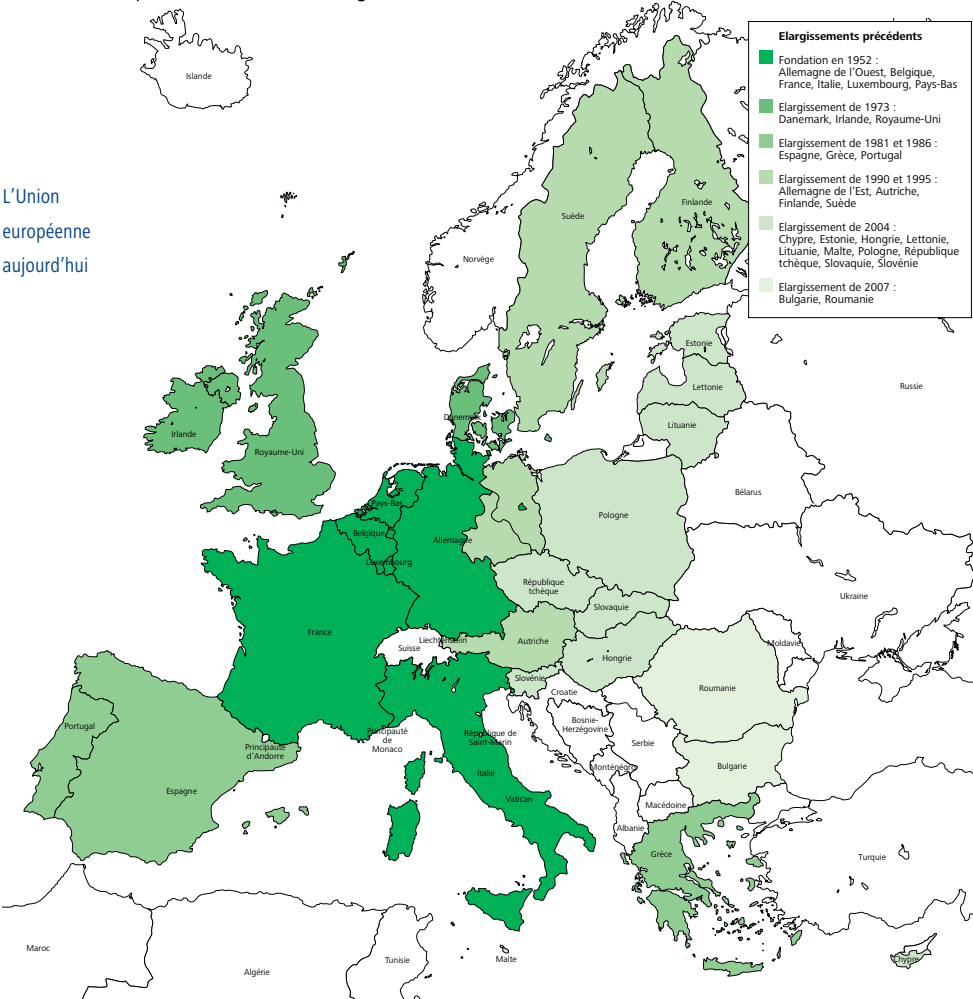 Elargissements précédents
Fondation en 1952 :
Allemagne de l'Ouest, Belgique,
France, Italie, Luxembourg, Pays-Bas
Elargissement de 1973 :
Danemark, Irlande, Royaume-Uni
Elargissement de 1981 et 1986 :
Espagne, Grèce, Portugal
Elargissement de 1990 et 1995 :
Allemagne de l'Est, Autriche,
Finlande, Suède
Elargissement de 2004 :
Chypre, Estonie, Hongrie, Lettonie,
Lituanie, Malte, Pologne, République
tchèque, Slovaquie, Slovénie
Elargissement de 2007 :
Bulgarie, Roumanie
L'Union
européenne
aujourd'hui
Islande
Suède
Finlande
Norvège
Estonie
Lettonie
Russie
Lituanie
Danemark
Irlande
Royaume-Uni
Bélarus
Pays-Bas
Pologne
Belgique
Allemagne
Luxembourg
République
tchèque
Ukraine
Slovaquie
France
Liechtenstein
Suisse
Autriche
Moldavie
Hongrie
Slovénie
Roumanie
Croatie
Portugal
Principauté
de
Monaco
République de
Saint-Marin
Bosnie-
Herzégovine
Serbie
Principauté
d'Andorre
Italie
Monténégro
Bulgarie
Espagne
Vatican
Macédoine
Albanie
Grèce
Turquie
Maroc
Algérie
Tunisie
Malte
Chypre